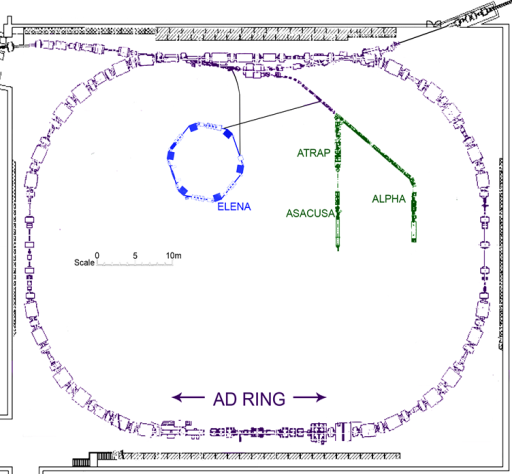 ATRAP
ALPHA
ELENA
ASACUSA
0 5 10m
Scale
AD RING